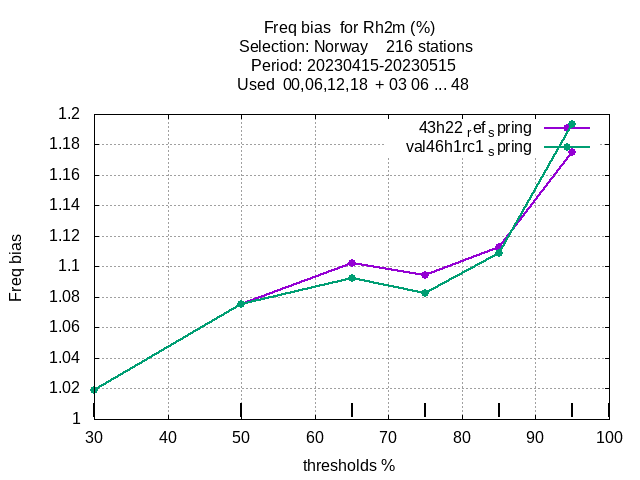 Freq bias for Rh2m (%)
Selection: Norway 216 stations
Period: 20230415-20230515
Used 00,06,12,18 + 03 06 ... 48
43h22 ref spring
val46h1rc1 spring
1.2
1.18
1.16
1.14
1.12
1.1
1.08
1.06
1.04
1.02
1
Freq bias
30 40 50 60 70 80 90 100
thresholds %